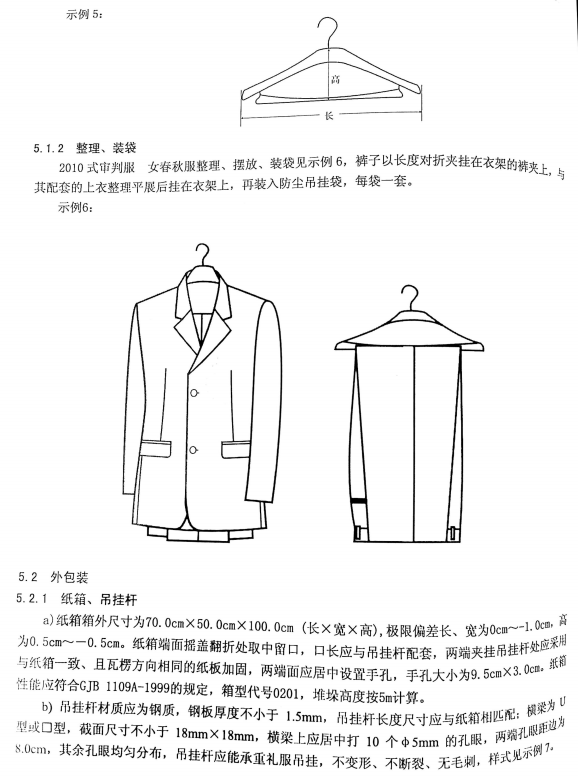 示例 5：
高
长
5.1.2 整理、装袋
2010 式审判服 女春秋服整理、摆放、装袋见示例 6，裤子以长度对折夹挂在衣架的裤夹上，与
其配套的上衣整理平展后挂在衣架上，再装入防尘吊挂袋，每袋一套。
示例6：
5.2 外包装
5.2.1 纸箱、吊挂杆
a)纸箱箱外尺寸为70.0cm×50.0cm×100.0cm (长×宽×高),极限偏差长、宽为0cm～-1.0cm，高
为0.5cm～－0.5cm。纸箱端面摇盖翻折处取中留口，口长应与吊挂杆配套，两端夹挂吊挂杆处应采用
与纸箱一致、且瓦楞方向相同的纸板加固，两端面应居中设置手孔，手孔大小为9.5cm×3.0cm。纸箱
性能应符合GJB 1109A-1999的规定，箱型代号0201，堆垛高度按5m计算。
b) 吊挂杆材质应为钢质，钢板厚度不小于 1.5mm，吊挂杆长度尺寸应与纸箱相匹配；横梁为 U
型或口型，截面尺寸不小于 18mm×18mm，横梁上应居中打 10 个φ5mm 的孔眼，两端孔眼距边为
8.0cm，其余孔眼均匀分布，吊挂杆应能承重礼服吊挂，不变形、不断裂、无毛刺，样式见示例7。